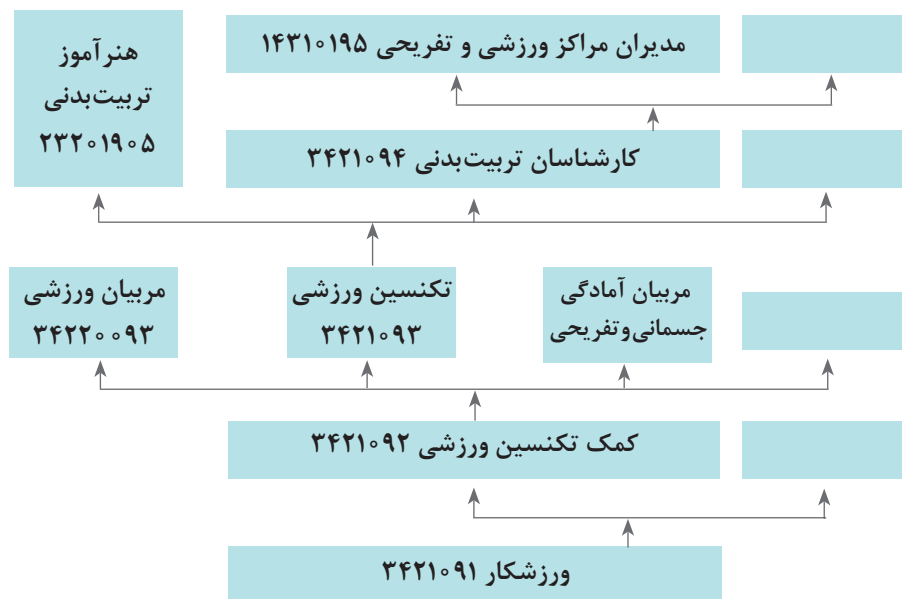 مدیران مراکز ورزشی و تفریحی ۱۴۳۱۰۱۹۵
هنرآموز
تربیت‌بدنی
۲۳۲۰۱۹۰۵
کارشناسان تربیت‌بدنی ۳۴۲۱۰۹۴
مربیان آمادگی
جسمانی‌وتفریحی
تکنسین ورزشی
۳۴۲۱۰۹۳
مربیان ورزشی
۳۴۲۲۰۰۹۳
کمک تکنسین ورزشی ۳۴۲۱۰۹۲
ورزشکار ۳۴۲۱۰۹۱